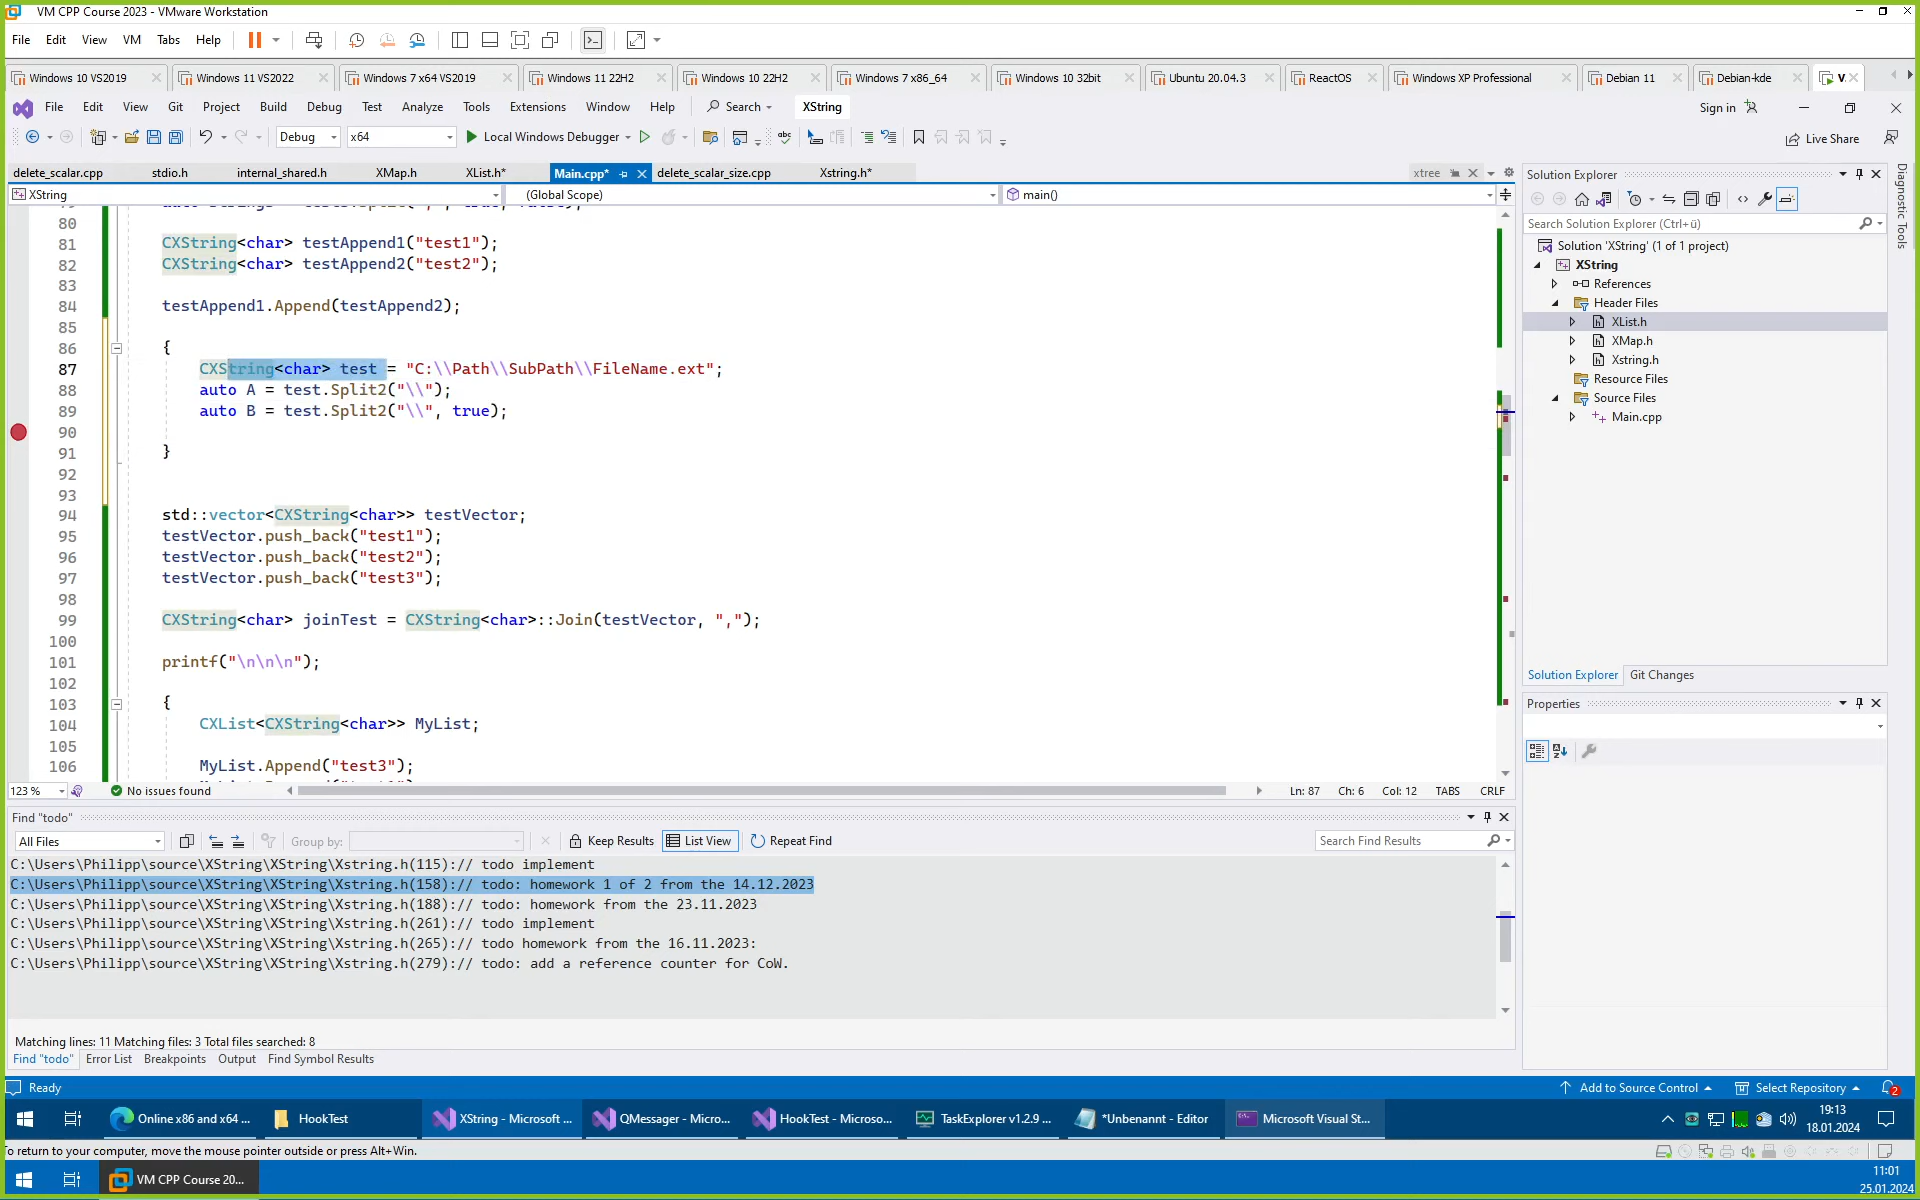 VM CPP Course 2023 - VMware Workstation
File Edit View VM Tabs Help
Windows 10 VS2019 Windows 11 VS2022 Windows 7 x64 VS2019 Windows 11 22H2 Windows 10 22H2 Windows 7 x86_64 Windows 10 32bit Ubuntu 20.04.3 ReactOS Windows XP Professional Debian 11 Debian-kde V.
File Edit View Git Project Build Debug Test Analyze Tools Extensions Window Help Search XString Sign in
Debug x64 Local Windows Debugger Live Share
delete_scalar.cpp stdio.h internal_shared.h XMap.h XList.h* Main.cpp* delete_scalar_size.cpp Xstring.h* xtree
XString (Global Scope) main()
80
81 CXString<char> testAppend1("test1");
82 CXString<char> testAppend2("test2");
83
84 testAppend1.Append(testAppend2);
85
86 {
87 CXString<char> test = "C:\\Path\\SubPath\\FileName.ext";
88 auto A = test.Split2("\\");
89 auto B = test.Split2("\\", true);
90
91 }
92
93
94 std::vector<CXString<char>> testVector;
95 testVector.push_back("test1");
96 testVector.push_back("test2");
97 testVector.push_back("test3");
98
99 CXString<char> joinTest = CXString<char>::Join(testVector, ",");
100
101 printf("\n\n\n");
102
103 {
104 CXList<CXString<char>> MyList;
105
106 MyList.Append("test3");
123 % No issues found Ln: 87 Ch: 6 Col: 12 TABS CRLF
Solution Explorer
Search Solution Explorer (Ctrl+ü)
Solution 'XString' (1 of 1 project)
XString
References
Header Files
XList.h
XMap.h
Xstring.h
Resource Files
Source Files
Main.cpp
Solution Explorer Git Changes
Properties
Diagnostic Tools
Find "todo"
All Files Group by: Keep Results List View Repeat Find Search Find Results
C:\Users\Philipp\source\XString\XString\Xstring.h(115):// todo implement
C:\Users\Philipp\source\XString\XString\Xstring.h(158):// todo: homework 1 of 2 from the 14.12.2023
C:\Users\Philipp\source\XString\XString\Xstring.h(188):// todo: homework from the 23.11.2023
C:\Users\Philipp\source\XString\XString\Xstring.h(261):// todo implement
C:\Users\Philipp\source\XString\XString\Xstring.h(265):// todo homework from the 16.11.2023:
C:\Users\Philipp\source\XString\XString\Xstring.h(279):// todo: add a reference counter for CoW.
Matching lines: 11 Matching files: 3 Total files searched: 8
Find "todo" Error List Breakpoints Output Find Symbol Results
Ready Add to Source Control Select Repository 2
Online x86 and x64 ... HookTest XString - Microsoft ... QMessager - Micro... HookTest - Microso... TaskExplorer v1.2.9 ... *Unbenannt - Editor Microsoft Visual St...
19:13
18.01.2024
To return to your computer, move the mouse pointer outside or press Alt+Win.
VM CPP Course 20...
11:01
25.01.2024